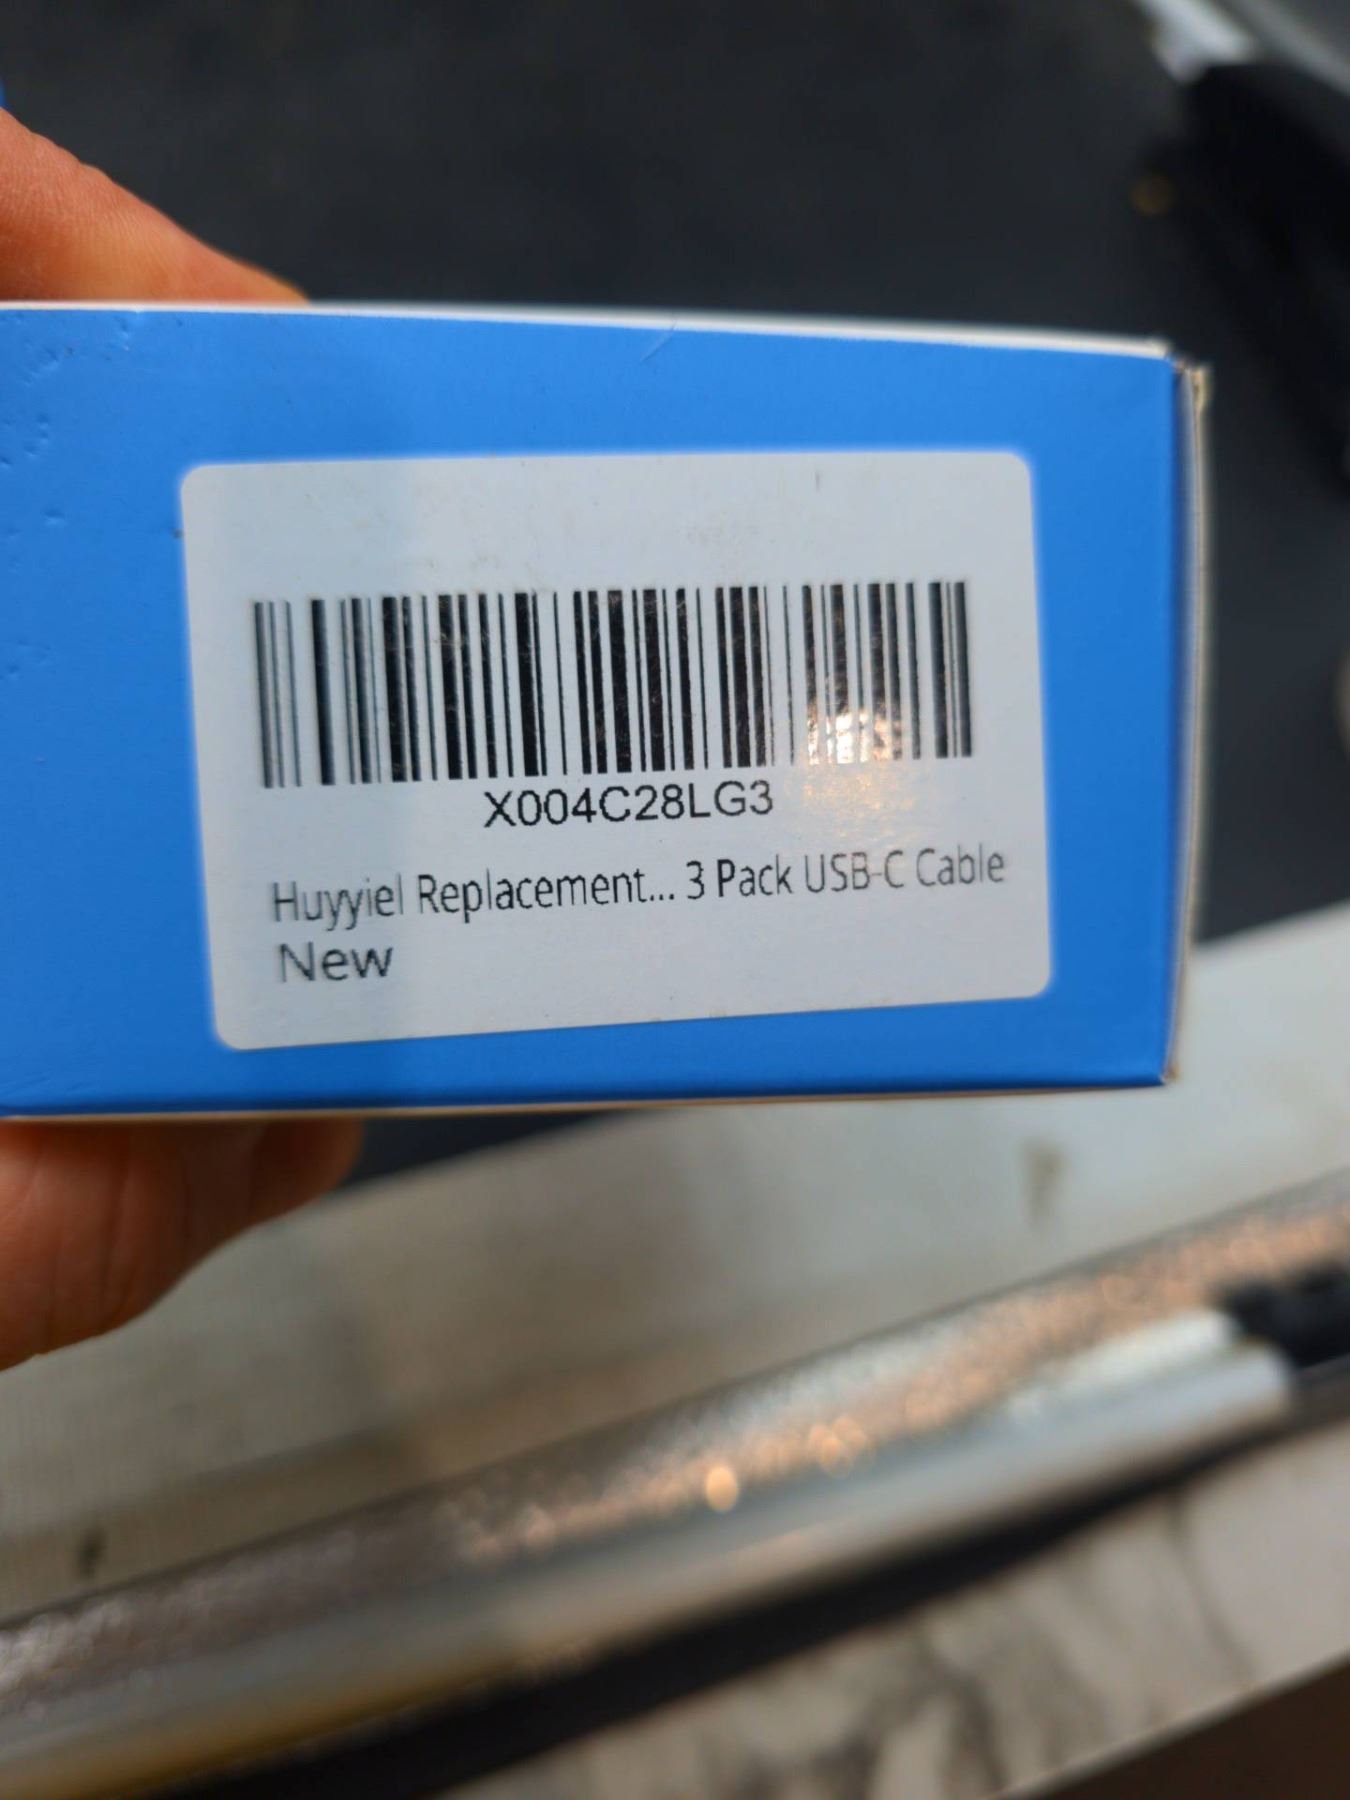 X004C28LG3
Huyyiel Replacement... 3 Pack USB-C Cable
New